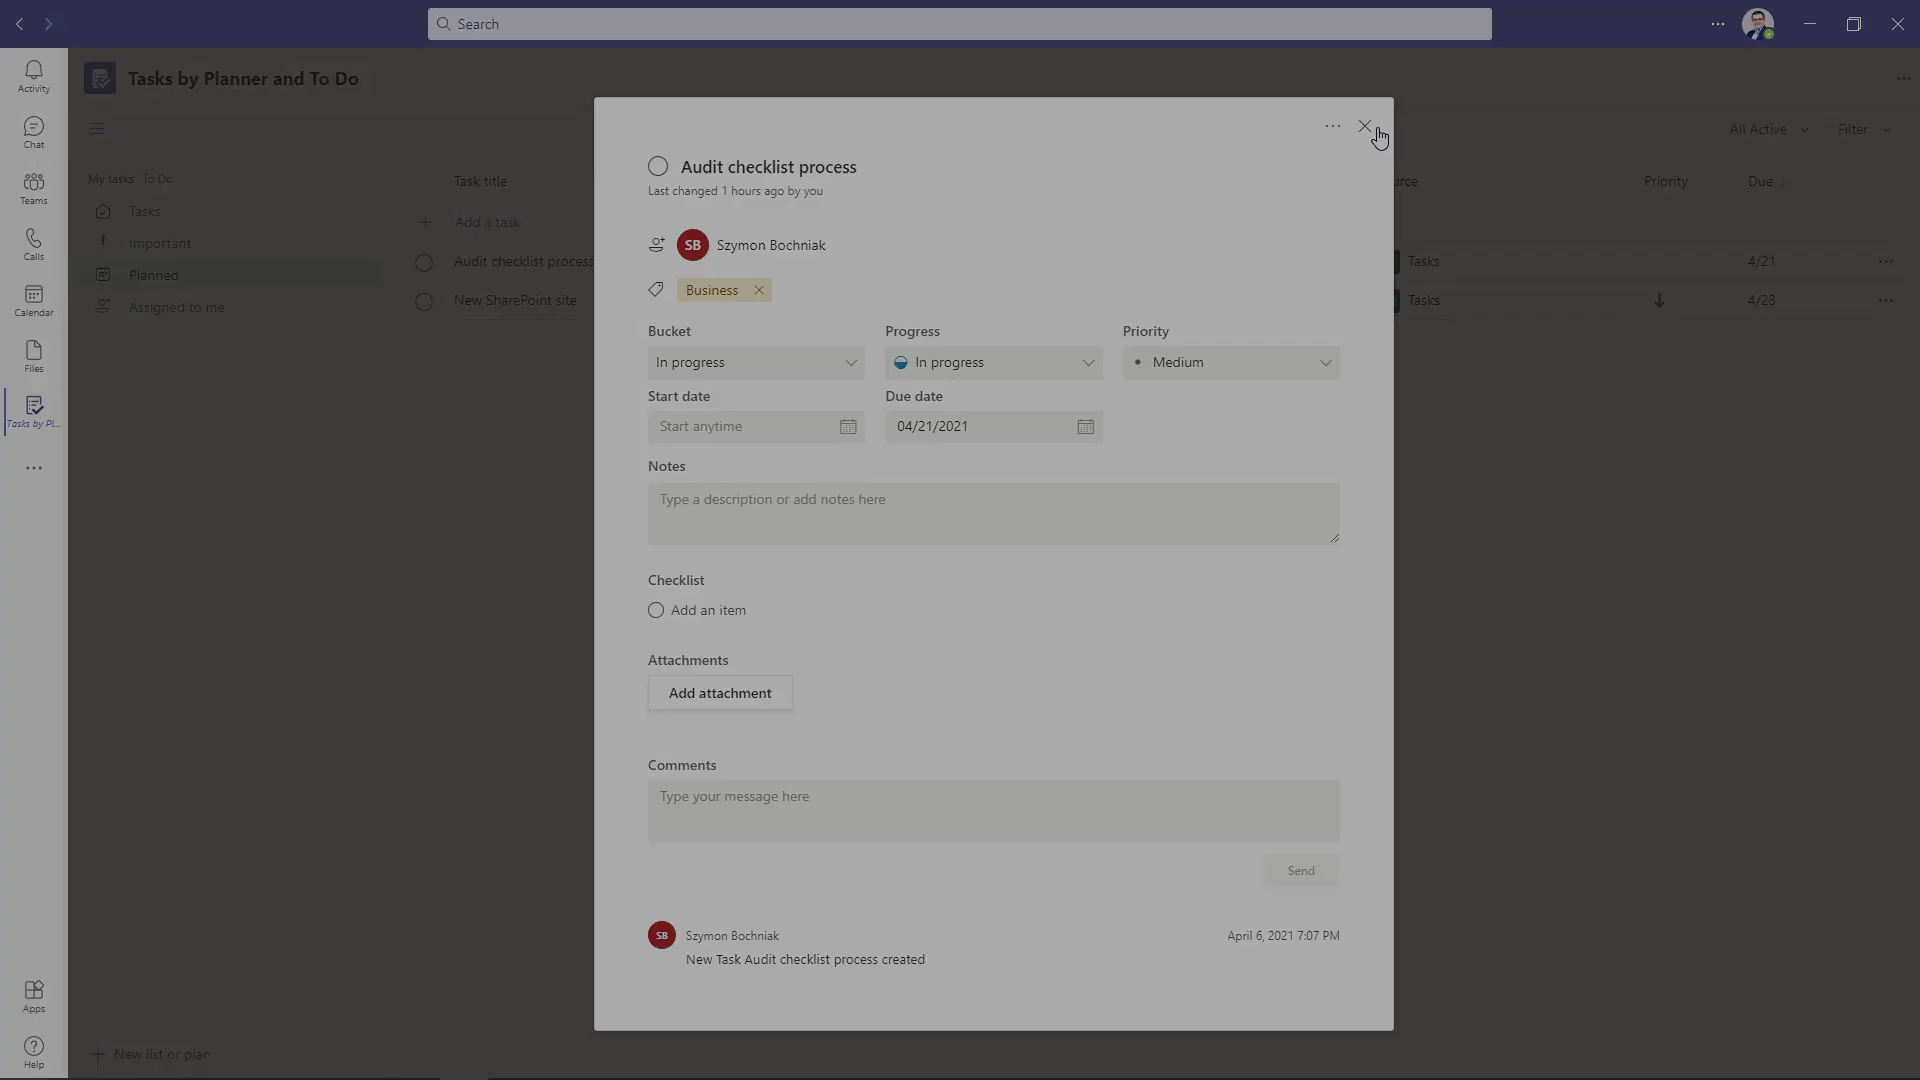 Search
Activity
Chat
Teams
Calls
Calendar
Files
Tasks by Pl...
Apps
Help
Tasks by Planner and To Do
My tasks To Do
Tasks
Important
Planned
Assigned to me
New list or plan
All Active
Filter
Task title
Priority
Due
Add a task
Audit checklist process
Tasks
4/21
New SharePoint site
Tasks
4/23
Audit checklist process
Last changed 1 hours ago by you
SB Szymon Bochniak
Business
Bucket
Progress
Priority
In progress
In progress
Medium
Start date
Due date
Start anytime
04/21/2021
Notes
Type a description or add notes here
Checklist
Add an item
Attachments
Add attachment
Comments
Type your message here
Send
SB Szymon Bochniak
April 6, 2021 7:07 PM
New Task Audit checklist process created